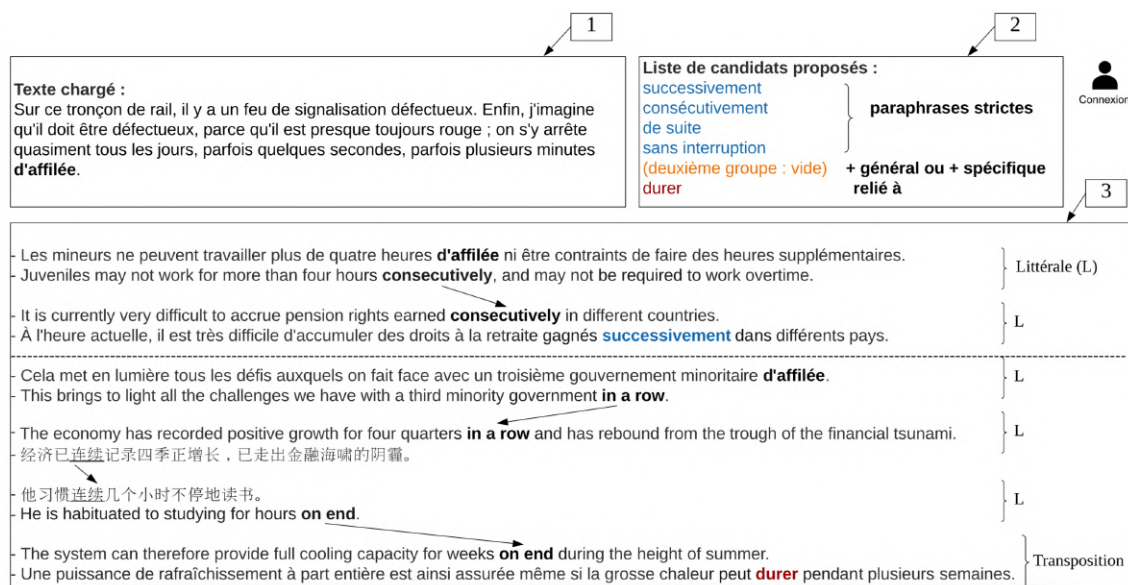 1
2
Texte chargé :
Sur ce tronçon de rail, il y a un feu de signalisation défectueux. Enfin, j'imagine
qu'il doit être défectueux, parce qu'il est presque toujours rouge ; on s'y arrête
quasiment tous les jours, parfois quelques secondes, parfois plusieurs minutes
d'affilée.
Liste de candidats proposés :
successivement
consécutivement
de suite
sans interruption
paraphrases strictes
(deuxième groupe : vide) + général ou + spécifique
durer relié à
Connexion
3
- Les mineurs ne peuvent travailler plus de quatre heures d'affilée ni être contraints de faire des heures supplémentaires.
- Juveniles may not work for more than four hours consecutively, and may not be required to work overtime.
Littérale (L)
- It is currently very difficult to accrue pension rights earned consecutively in different countries.
- À l'heure actuelle, il est très difficile d'accumuler des droits à la retraite gagnés successivement dans différents pays.
L
- Cela met en lumière tous les défis auxquels on fait face avec un troisième gouvernement minoritaire d'affilée.
- This brings to light all the challenges we have with a third minority government in a row.
L
- The economy has recorded positive growth for four quarters in a row and has rebound from the trough of the financial tsunami.
- 经济已连续记录四季正增长，已走出金融海啸的阴霾。
L
- 他习惯连续几个小时不停地读书。
- He is habituated to studying for hours on end.
L
- The system can therefore provide full cooling capacity for weeks on end during the height of summer.
- Une puissance de rafraîchissement à part entière est ainsi assurée même si la grosse chaleur peut durer pendant plusieurs semaines.
Transposition